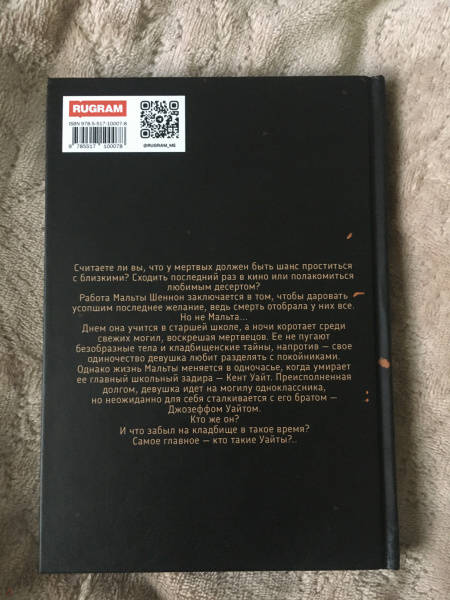 RUGRAM
ISBN 978-5-517-10007-8
9 785517 100078
@RUGRAM_ME
Считаете ли вы, что у мертвых должен быть шанс проститься
с близкими? Сходить последний раз в кино или полакомиться
любимым десертом?
Работа Мальты Шеннон заключается в том, чтобы даровать
усопшим последнее желание, ведь смерть отобрала у них все.
Но не Мальта...
Днем она учится в старшей школе, а ночи коротает среди
свежих могил, воскрешая мертвецов. Ее не пугают
безобразные тела и кладбищенские тайны, напротив — свое
одиночество девушка любит разделять с покойниками.
Однако жизнь Мальты меняется в одночасье, когда умирает
ее главный школьный задира — Кент Уайт. Преисполненная
долгом, девушка идет на могилу одноклассника,
но неожиданно для себя сталкивается с его братом —
Джозеффом Уайтом.
Кто же он?
И что забыл на кладбище в такое время?
Самое главное — кто такие Уайты?..